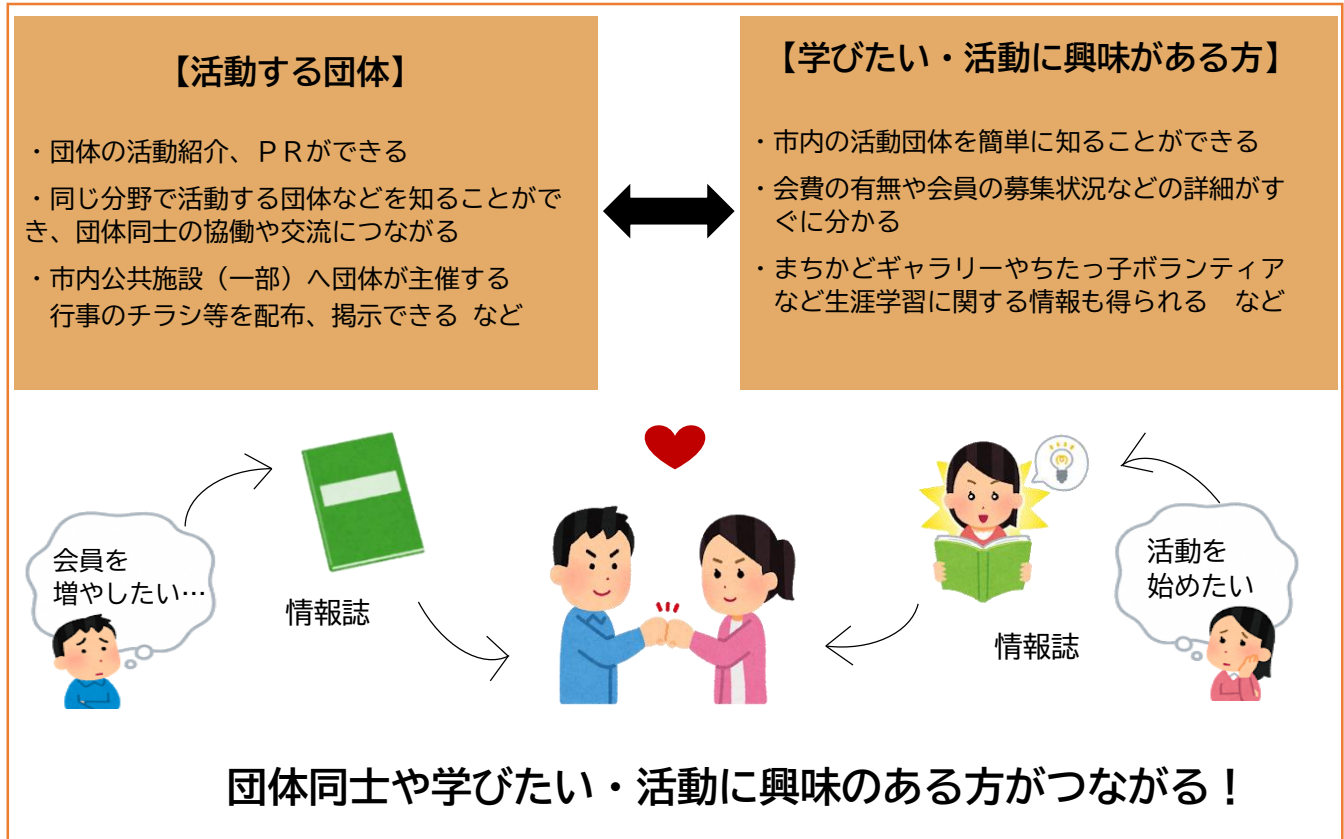 【活動する団体】
・団体の活動紹介、ＰＲができる
・同じ分野で活動する団体などを知ることがで
き、団体同士の協働や交流につながる
・市内公共施設（一部）へ団体が主催する
行事のチラシ等を配布、掲示できる など
【学びたい・活動に興味がある方】
・市内の活動団体を簡単に知ることができる
・会費の有無や会員の募集状況などの詳細がす
ぐに分かる
・まちかどギャラリーやちたっ子ボランティア
など生涯学習に関する情報も得られる　など
会員を
増やしたい…
情報誌
活動を
始めたい
情報誌
団体同士や学びたい・活動に興味のある方がつながる！